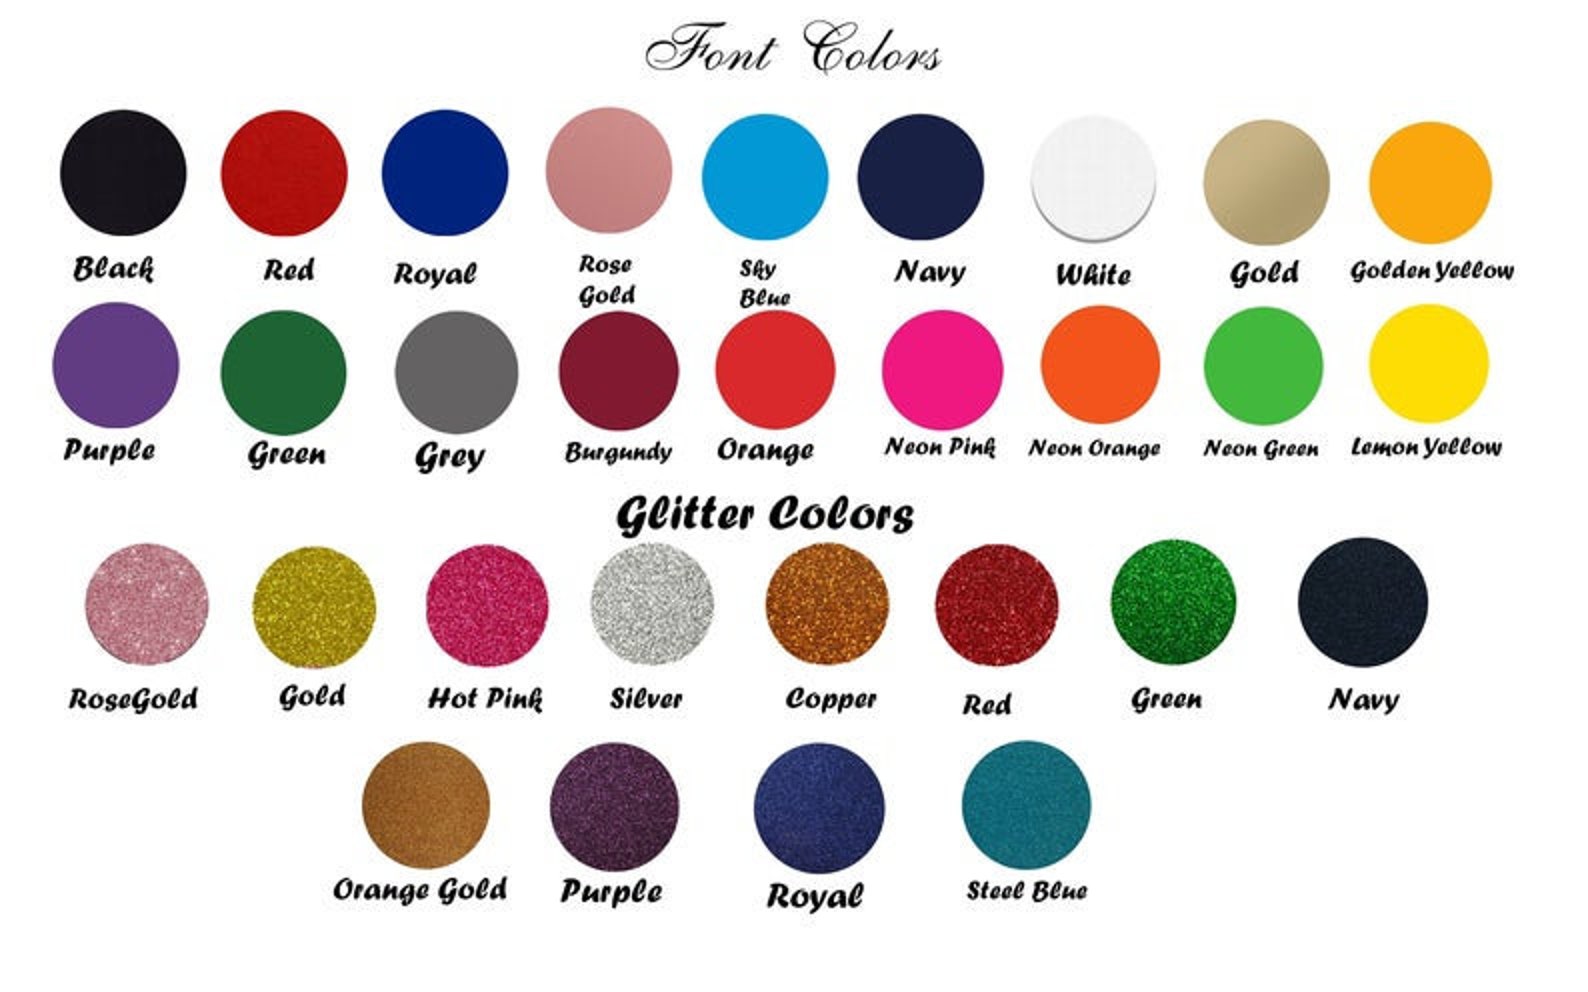 Font Colors
Black Red Royal Rose Gold Sky Blue Navy White Gold Golden Yellow
Purple Green Grey Burgundy Orange Neon Pink Neon Orange Neon Green Lemon Yellow
Glitter Colors
RoseGold Gold Hot Pink Silver Copper Red Green Navy
Orange Gold Purple Royal Steel Blue